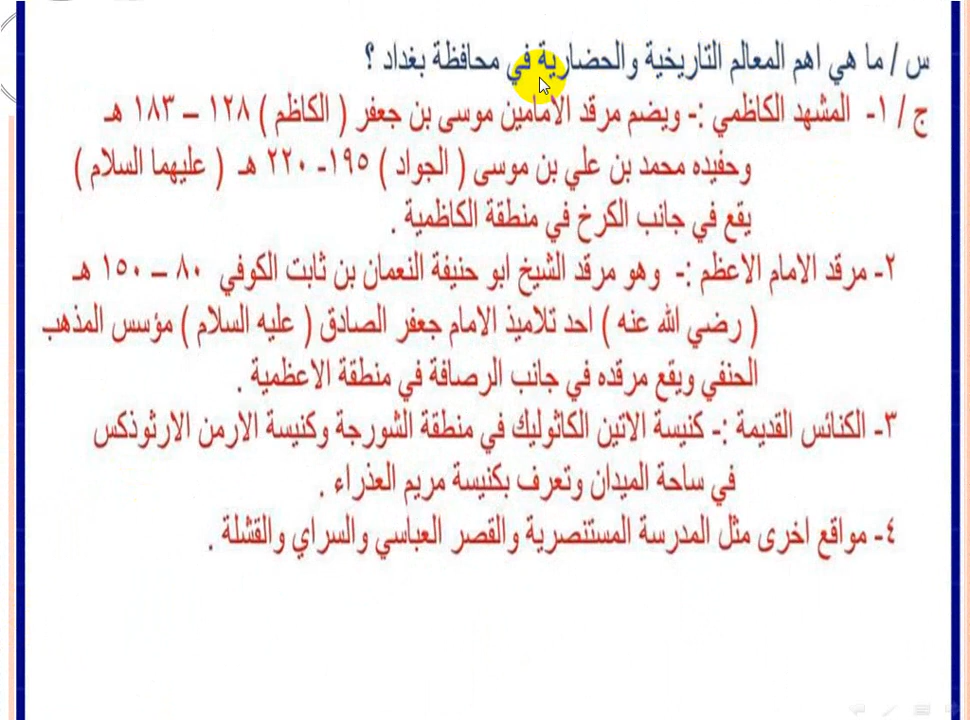 س / ما هي اهم المعالم التاريخية والحضارية في محافظة بغداد ؟
ج / ١- المشهد الكاظمي :- ويضم مرقد الامامين موسى بن جعفر ( الكاظم ) ١٢٨ – ١٨٣ هـ
وحفيده محمد بن علي بن موسى ( الجواد ) ١٩٥- ٢٢٠ هـ ( عليهما السلام )
يقع في جانب الكرخ في منطقة الكاظمية .
٢- مرقد الامام الاعظم :- وهو مرقد الشيخ ابو حنيفة النعمان بن ثابت الكوفي ٨٠ – ١٥٠ هـ
( رضي الله عنه ) احد تلاميذ الامام جعفر الصادق ( عليه السلام ) مؤسس المذهب
الحنفي ويقع مرقده في جانب الرصافة في منطقة الاعظمية .
٣- الكنائس القديمة :- كنيسة الاتين الكاثوليك في منطقة الشورجة وكنيسة الارمن الارثوذكس
في ساحة الميدان وتعرف بكنيسة مريم العذراء .
٤- مواقع اخرى مثل المدرسة المستنصرية والقصر العباسي والسراي والقشلة .